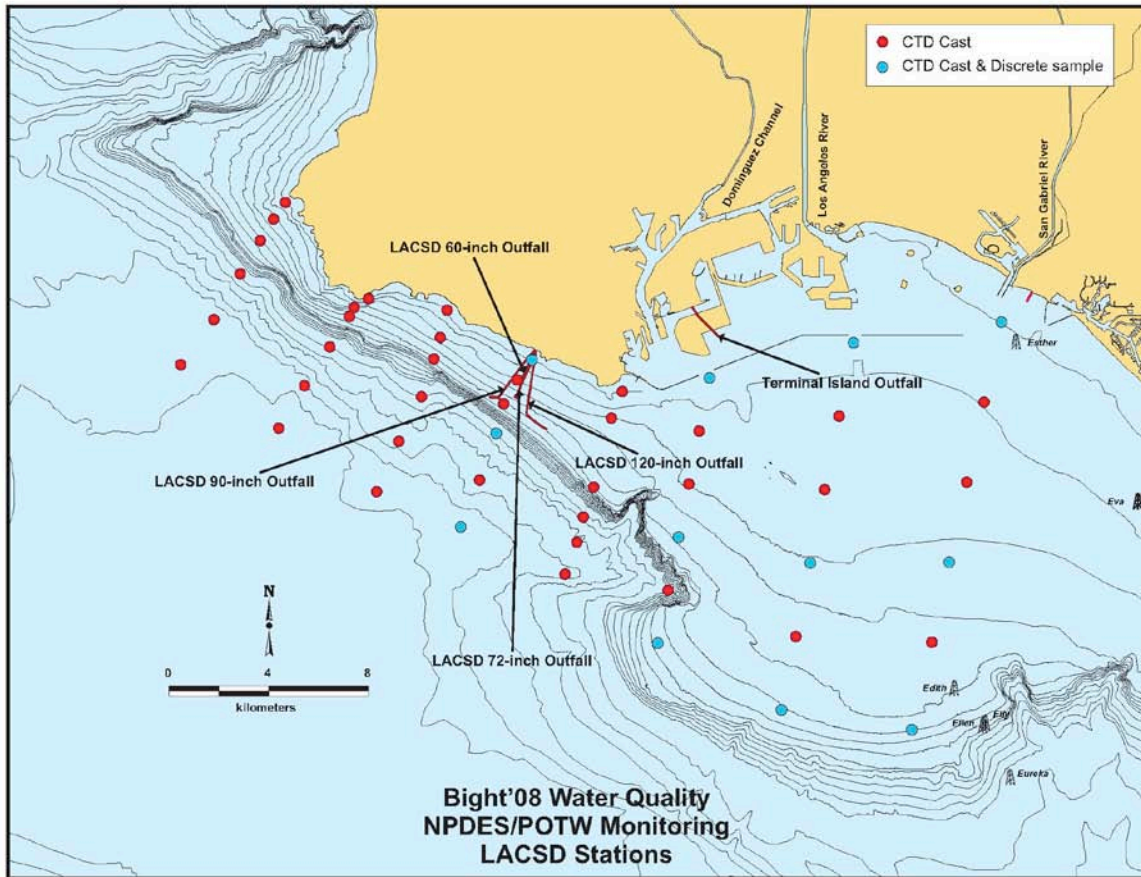 CTD Cast
CTD Cast & Discrete sample
Dominguez Channel
Los Angeles River
San Gabriel River
LACSD 60-inch Outfall
Esther
Terminal Island Outfall
LACSD 120-inch Outfall
LACSD 90-inch Outfall
Eva
N
LACSD 72-inch Outfall
0 4 8
kilometers
Edith
Elly
Ellen
Eureka
Bight'08 Water Quality
NPDES/POTW Monitoring
LACSD Stations